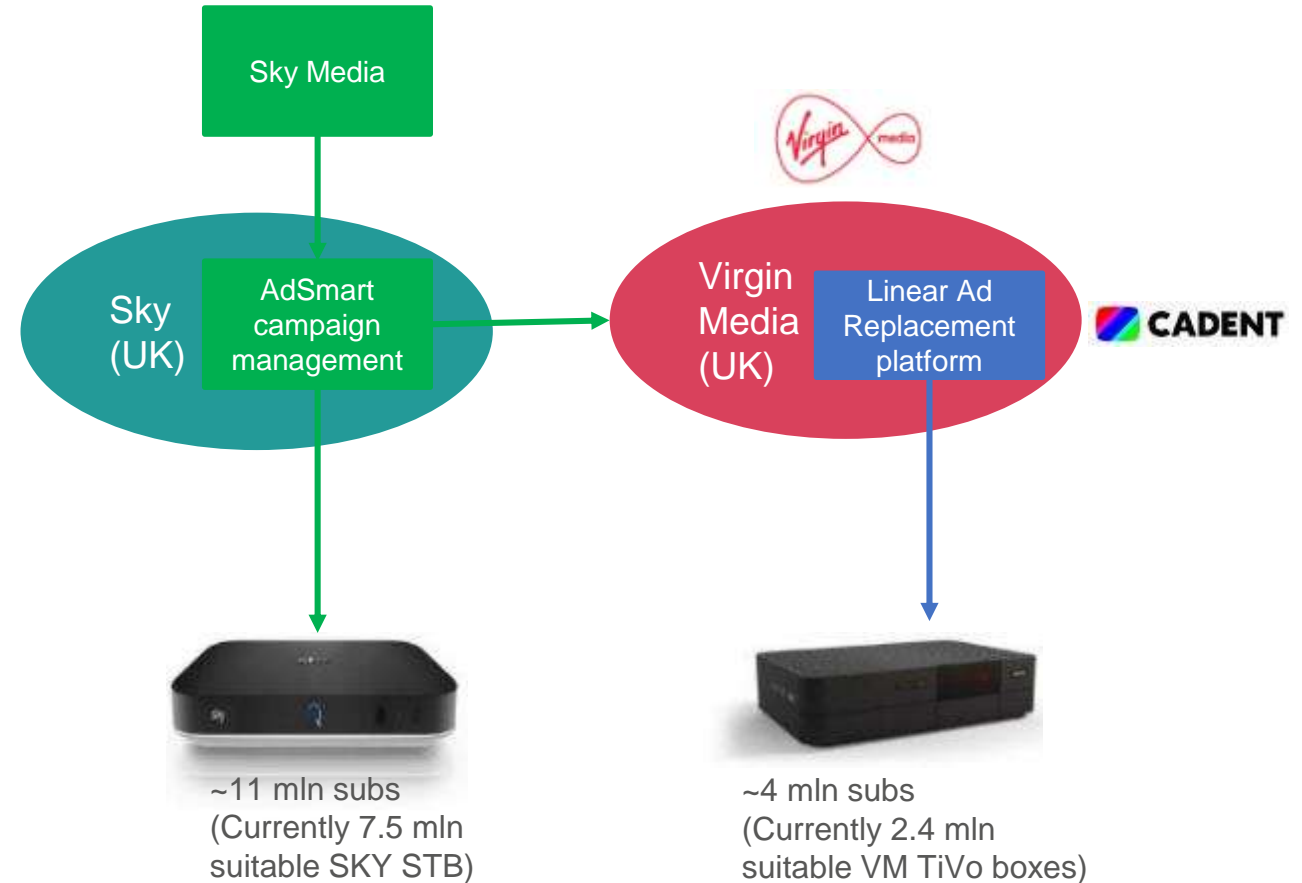 Sky Media
Virgin media
Sky
(UK)
AdSmart
campaign
management
Virgin
Media
(UK)
Linear Ad
Replacement
platform
CADENT
sky
~11 mln subs
(Currently 7.5 mln
suitable SKY STB)
~4 mln subs
(Currently 2.4 mln
suitable VM TiVo boxes)